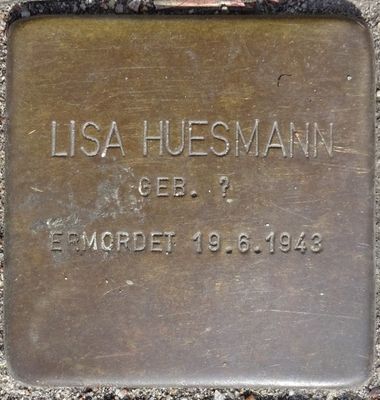 LISA HUESMANN
GEB. ?
ERMORDET 19.6.1943